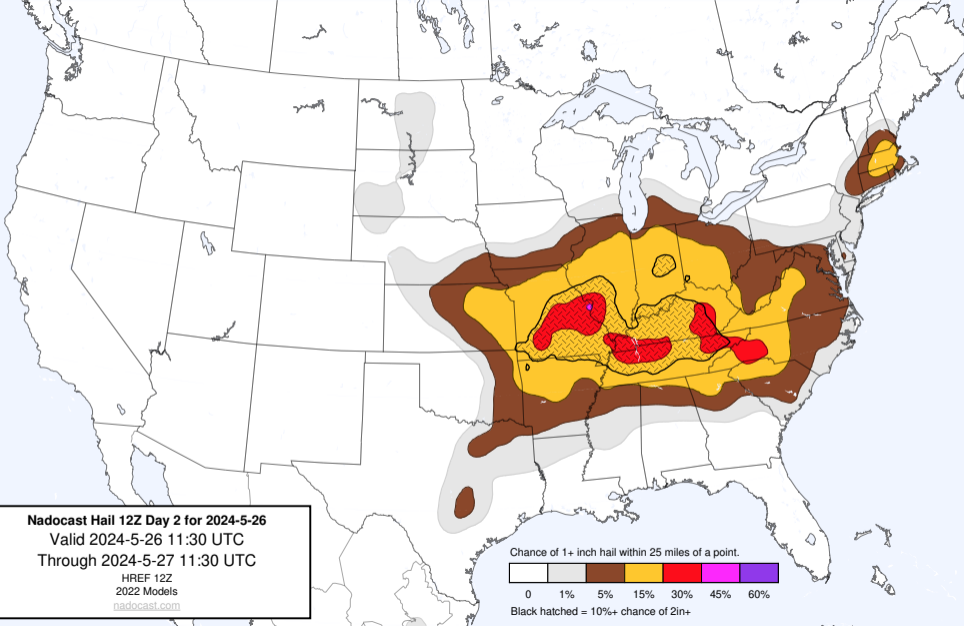 Nadocast Hail 12Z Day 2 for 2024-5-26
Valid 2024-5-26 11:30 UTC
Through 2024-5-27 11:30 UTC
HREF 12Z
2022 Models
nadocast.com
Chance of 1+ inch hail within 25 miles of a point.
0 1% 5% 15% 30% 45% 60%
Black hatched = 10%+ chance of 2in+